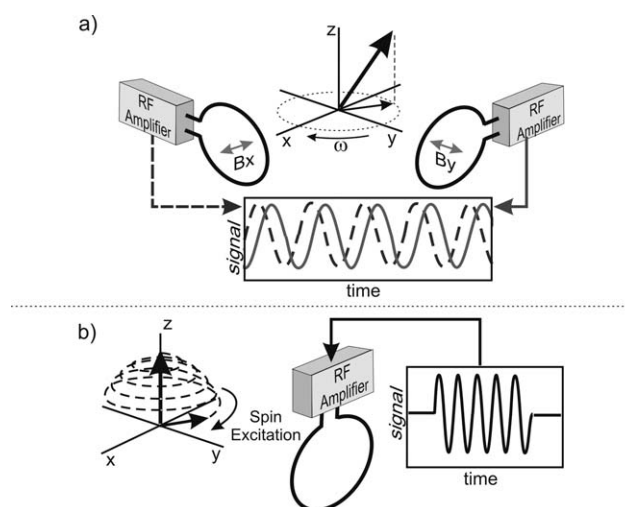 a)
z
RF
Amplifier
Bx
x
ω
y
By
RF
Amplifier
signal
time
b)
z
x
y
Spin
Excitation
RF
Amplifier
signal
time